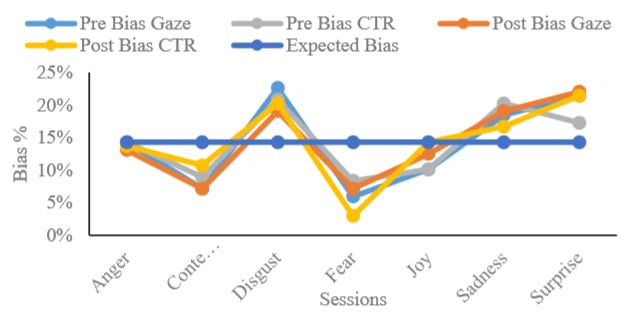 Pre Bias Gaze Pre Bias CTR Post Bias Gaze
Post Bias CTR Expected Bias
25%
20%
15%
10%
5%
0%
Bias %
Anger Conte... Disgust Fear Joy Sadness Surprise
Sessions